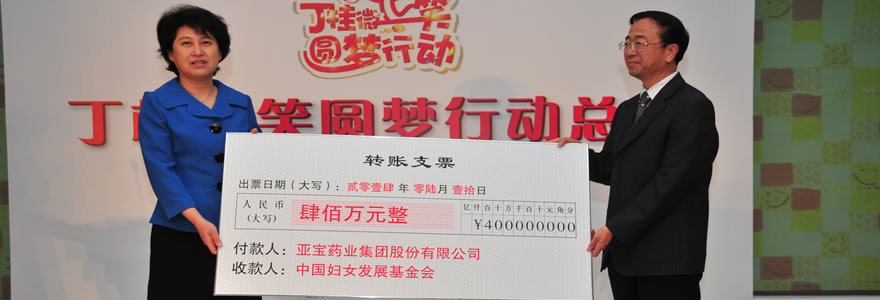 丁桂微笑
圆梦行动
丁桂 笑圆梦行动总
转账支票
出票日期（大写）：贰零壹肆 年 零陆月 壹拾日
人民币（大写） 肆佰万元整 亿仟百十万千百十元角分
¥400000000
付款人：亚宝药业集团股份有限公司
收款人：中国妇女发展基金会